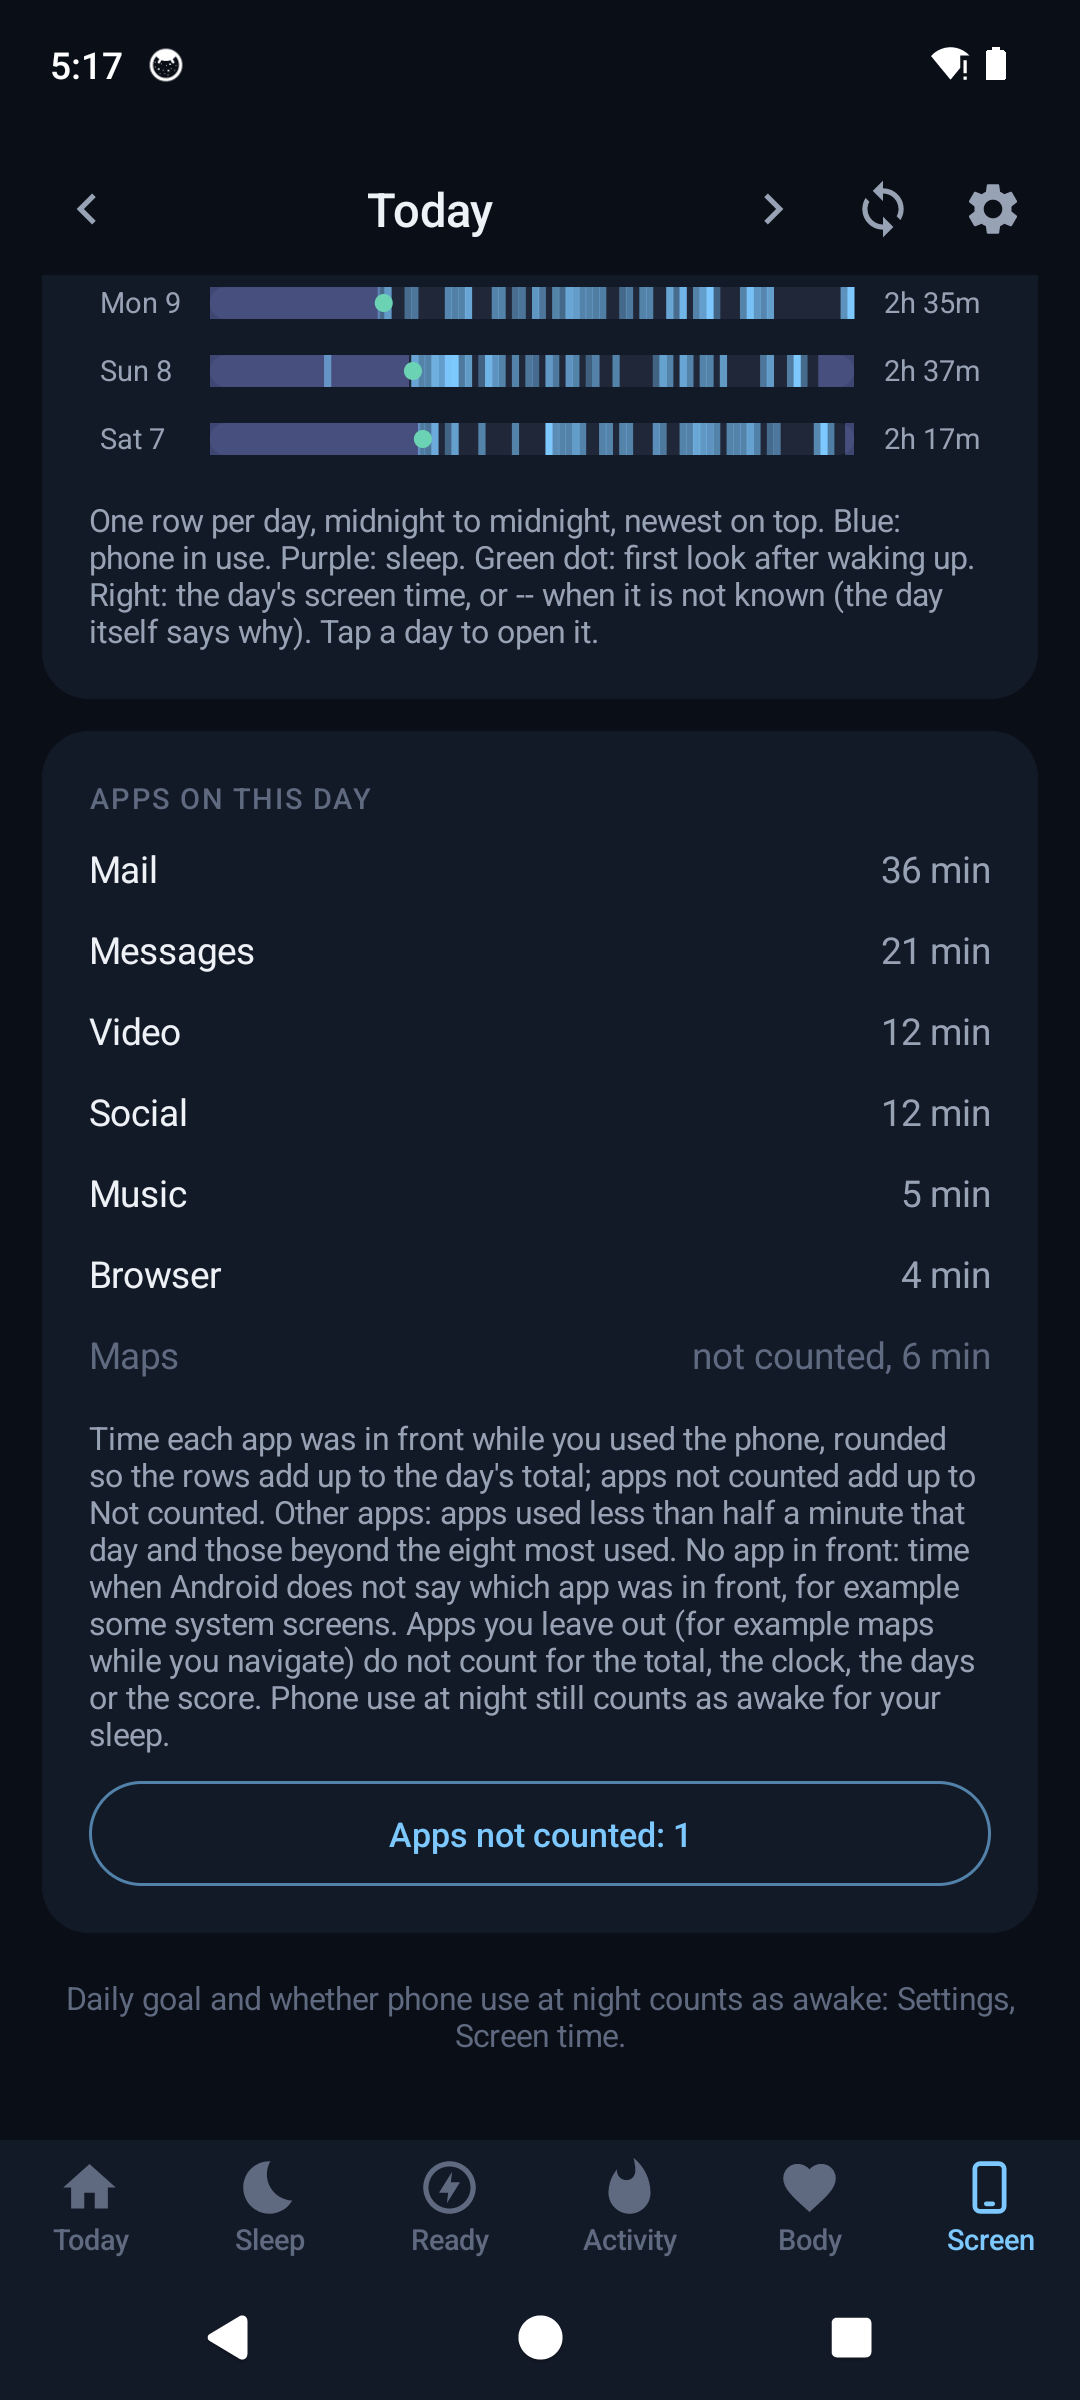 5:17
Today
Mon 9 2h 35m
Sun 8 2h 37m
Sat 7 2h 17m
One row per day, midnight to midnight, newest on top. Blue:
phone in use. Purple: sleep. Green dot: first look after waking up.
Right: the day's screen time, or -- when it is not known (the day
itself says why). Tap a day to open it.
APPS ON THIS DAY
Mail 36 min
Messages 21 min
Video 12 min
Social 12 min
Music 5 min
Browser 4 min
Maps not counted, 6 min
Time each app was in front while you used the phone, rounded
so the rows add up to the day's total; apps not counted add up to
Not counted. Other apps: apps used less than half a minute that
day and those beyond the eight most used. No app in front: time
when Android does not say which app was in front, for example
some system screens. Apps you leave out (for example maps
while you navigate) do not count for the total, the clock, the days
or the score. Phone use at night still counts as awake for your
sleep.
Apps not counted: 1
Daily goal and whether phone use at night counts as awake: Settings,
Screen time.
Today Sleep Ready Activity Body Screen